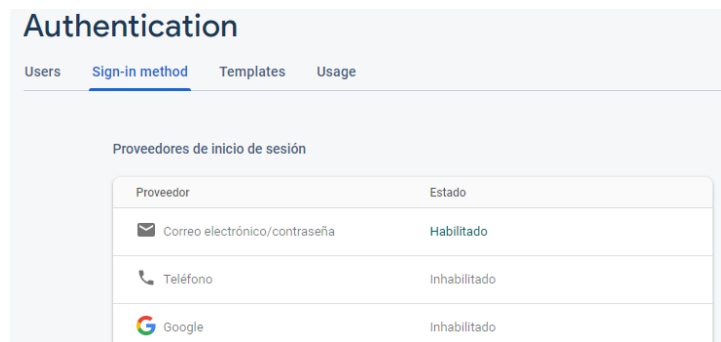 Authentication
Users Sign-in method Templates Usage
Proveedores de inicio de sesión
Proveedor Estado
Correo electrónico/contraseña Habilitado
Teléfono Inhabilitado
Google Inhabilitado